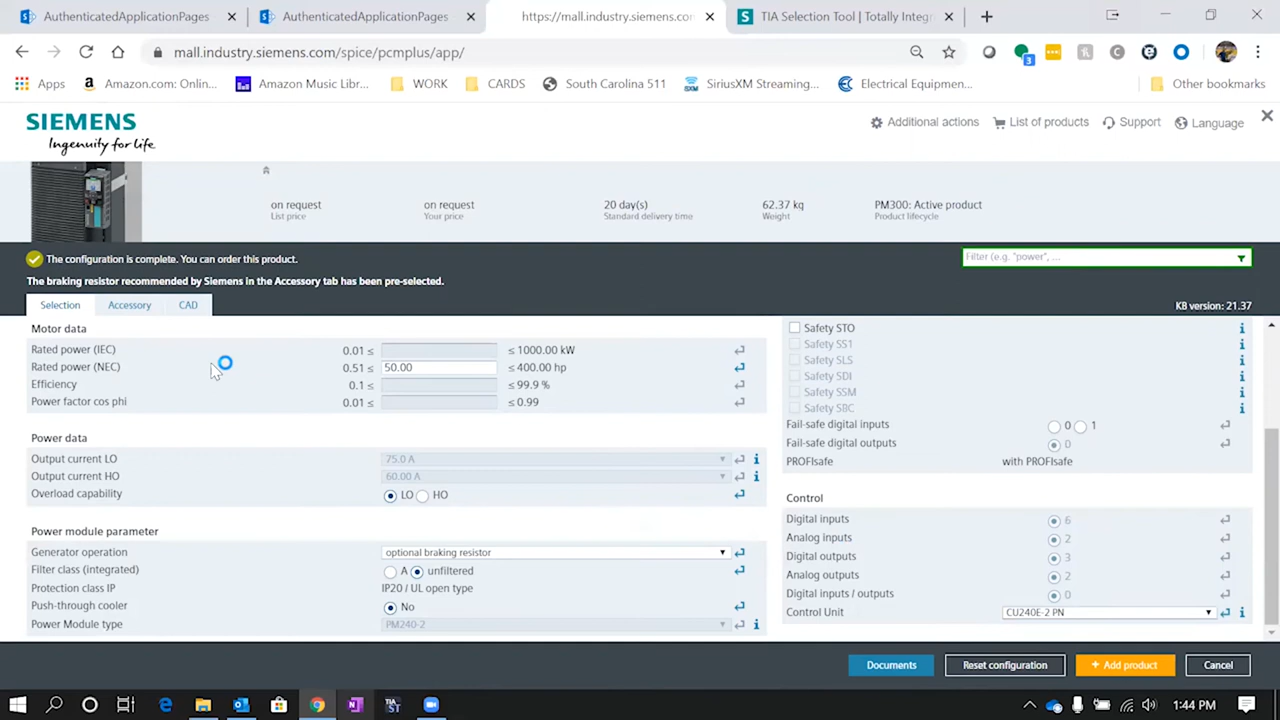 AuthenticatedApplicationPages
AuthenticatedApplicationPages
https://mall.industry.siemens.con
TIA Selection Tool | Totally Integr
mall.industry.siemens.com/spice/pcmplus/app/
Apps
Amazon.com: Onlin...
Amazon Music Libr...
WORK
CARDS
South Carolina 511
SiriusXM Streaming...
Electrical Equipmen...
Other bookmarks
SIEMENS
Ingenuity for life
Additional actions
List of products
Support
Language
on request
List price
on request
Your price
20 day(s)
Standard delivery time
62.37 kg
Weight
PM300: Active product
Product lifecycle
The configuration is complete. You can order this product.
Filter (e.g. "power", ...
The braking resistor recommended by Siemens in the Accessory tab has been pre-selected.
Selection
Accessory
CAD
KB version: 21.37
Motor data
Rated power (IEC) 0.01 ≤ ≤ 1000.00 kW
Rated power (NEC) 0.51 ≤ 50.00 ≤ 400.00 hp
Efficiency 0.1 ≤ ≤ 99.9 %
Power factor cos phi 0.01 ≤ ≤ 0.99
Power data
Output current LO 75.0 A
Output current HO 60.00 A
Overload capability LO HO
Power module parameter
Generator operation optional braking resistor
Filter class (integrated) A unfiltered
Protection class IP IP20 / UL open type
Push-through cooler No
Power Module type PM240-2
Safety STO
Safety SS1
Safety SLS
Safety SDI
Safety SSM
Safety SBC
Fail-safe digital inputs 0 1
Fail-safe digital outputs 0
PROFIsafe with PROFIsafe
Control
Digital inputs 6
Analog inputs 2
Digital outputs 3
Analog outputs 2
Digital inputs / outputs 0
Control Unit CU240E-2 PN
Documents
Reset configuration
+ Add product
Cancel
3
1:44 PM